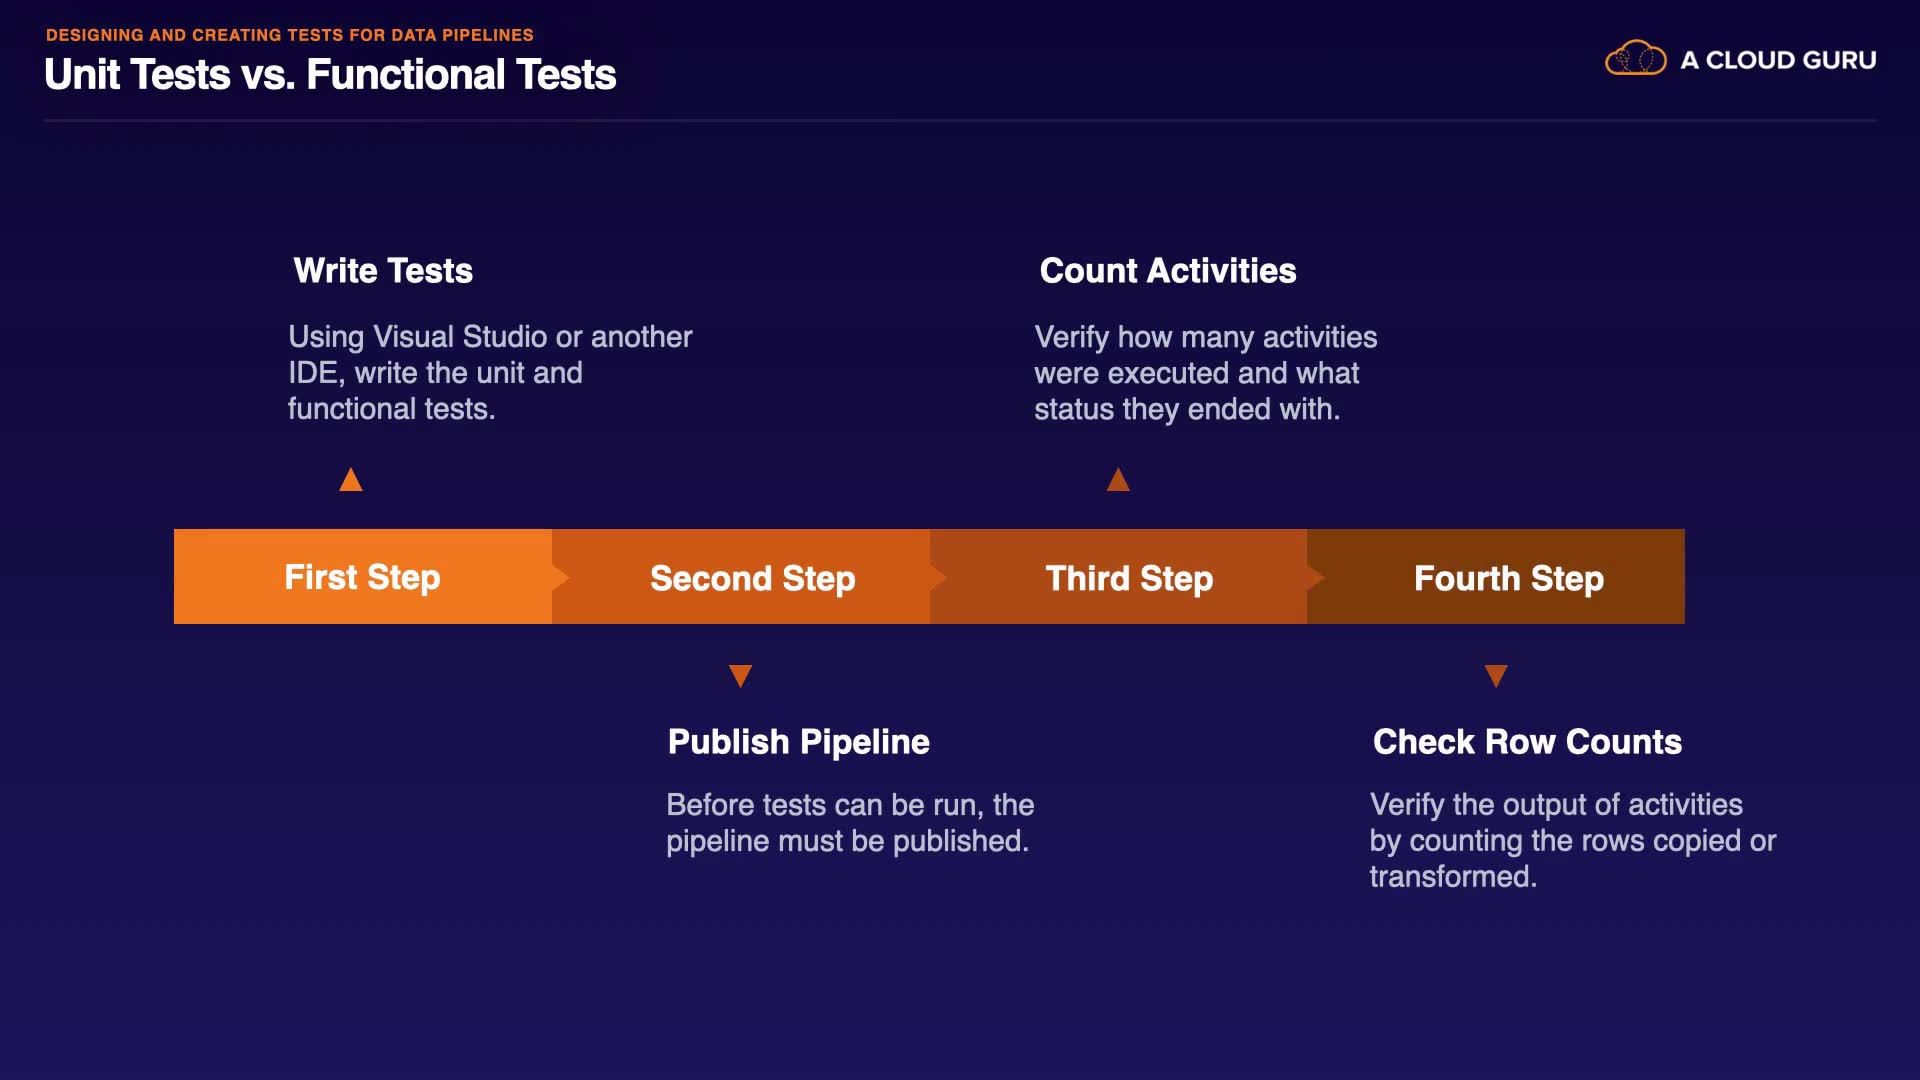 DESIGNING AND CREATING TESTS FOR DATA PIPELINES
Unit Tests vs. Functional Tests
A CLOUD GURU
Write Tests
Using Visual Studio or another
IDE, write the unit and
functional tests.
Count Activities
Verify how many activities
were executed and what
status they ended with.
First Step
Second Step
Third Step
Fourth Step
Publish Pipeline
Before tests can be run, the
pipeline must be published.
Check Row Counts
Verify the output of activities
by counting the rows copied or
transformed.